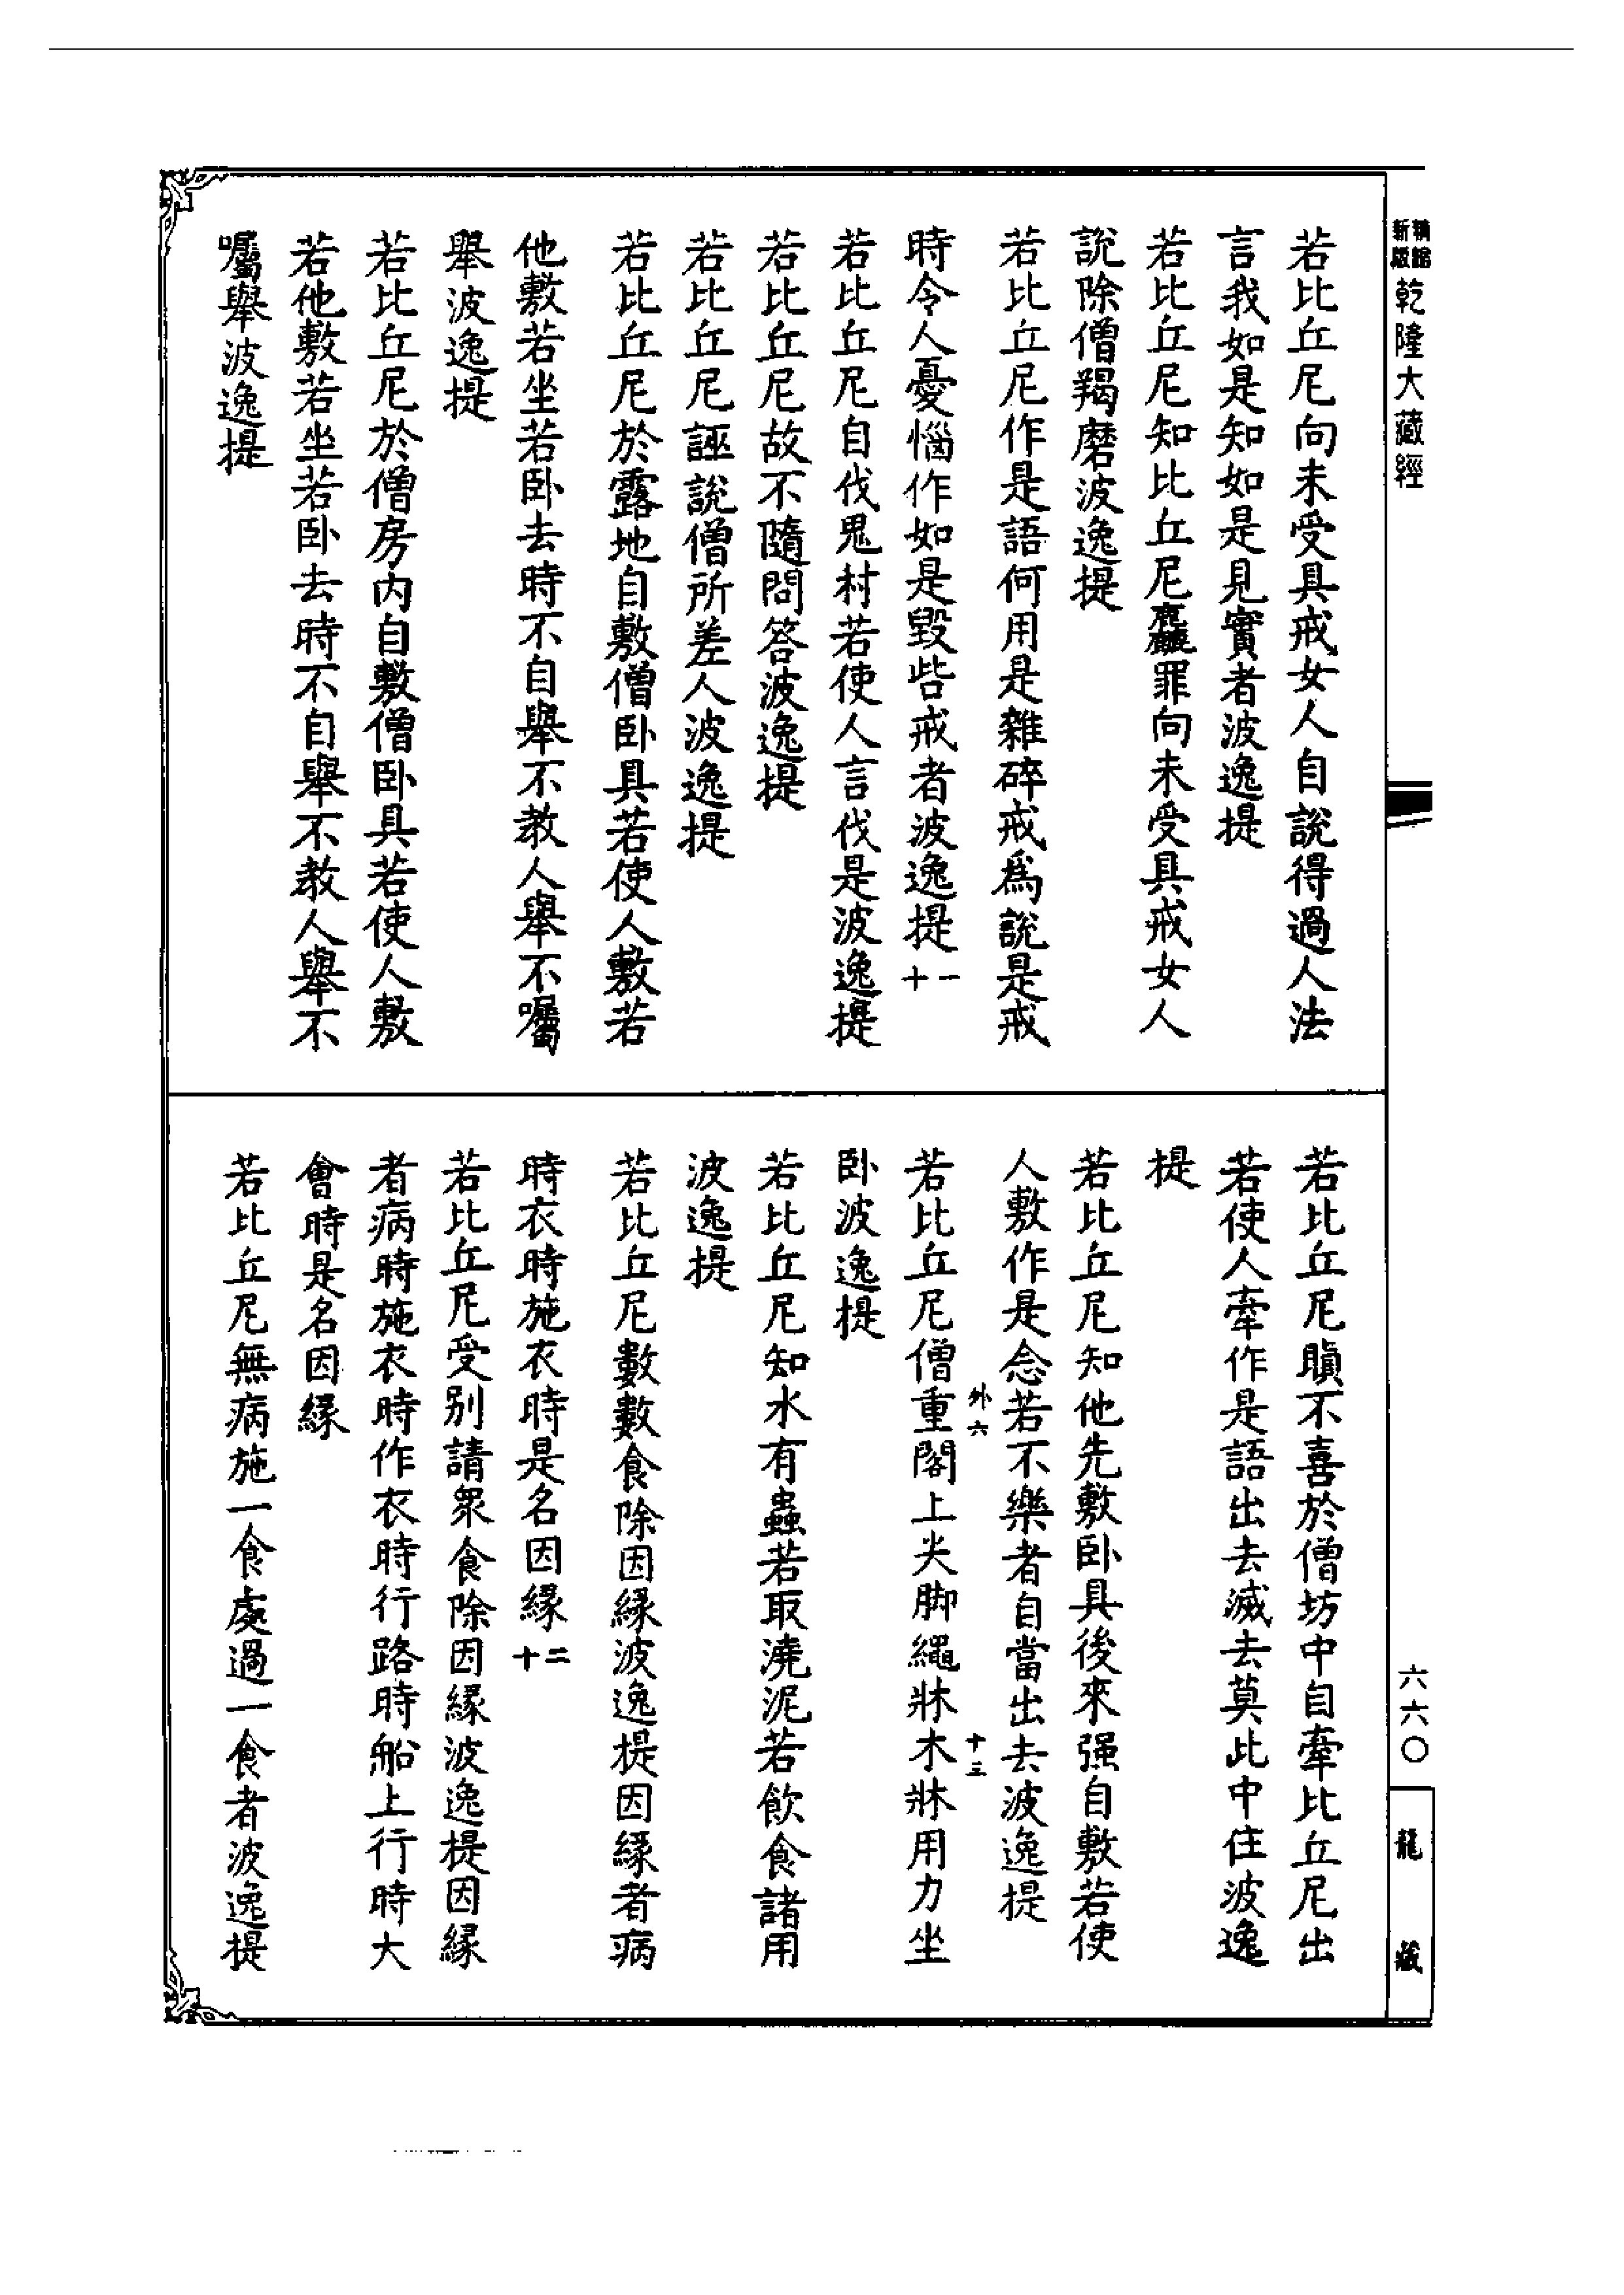 新編縮版乾隆大藏經
若比丘尼向未受具戒女人自說得過人法
言我如是知如是見實者波逸提
若比丘尼知比丘尼麤罪向未受具戒女人
說除僧羯磨波逸提
若比丘尼作是語何用是雜碎戒為說是戒
時令人憂惱作如是毀呰戒者波逸提一十
若比丘尼自伐鬼村若使人言伐是波逸提
若比丘尼故不隨問答波逸提
若比丘尼誣說僧所差人波逸提
若比丘尼於露地自敷僧臥具若使人敷若
他敷若坐若臥去時不自舉不教人舉不囑
舉波逸提
若比丘尼於僧房內自敷僧臥具若使人敷
若他敷若坐若臥去時不自舉不教人舉不
囑舉波逸提
若比丘尼瞋不喜於僧坊中自牽比丘尼出
若使人牽作是語出去滅去莫此中住波逸
提
若比丘尼知他先敷臥具後來强自敷若使
人敷作是念若不樂者自當出去波逸提
外六 十三
若比丘尼僧重閣上尖脚繩牀木牀用力坐
臥波逸提
若比丘尼知水有蟲若取澆泥若飲食諸用
波逸提
若比丘尼數數食除因緣波逸提因緣者病
時衣時施衣時是名因緣二十
若比丘尼受別請眾食除因緣波逸提因緣
者病時施衣時作衣時行路時船上行時大
會時是名因緣
若比丘尼無病施一食處過一食者波逸提
六六〇
龍藏